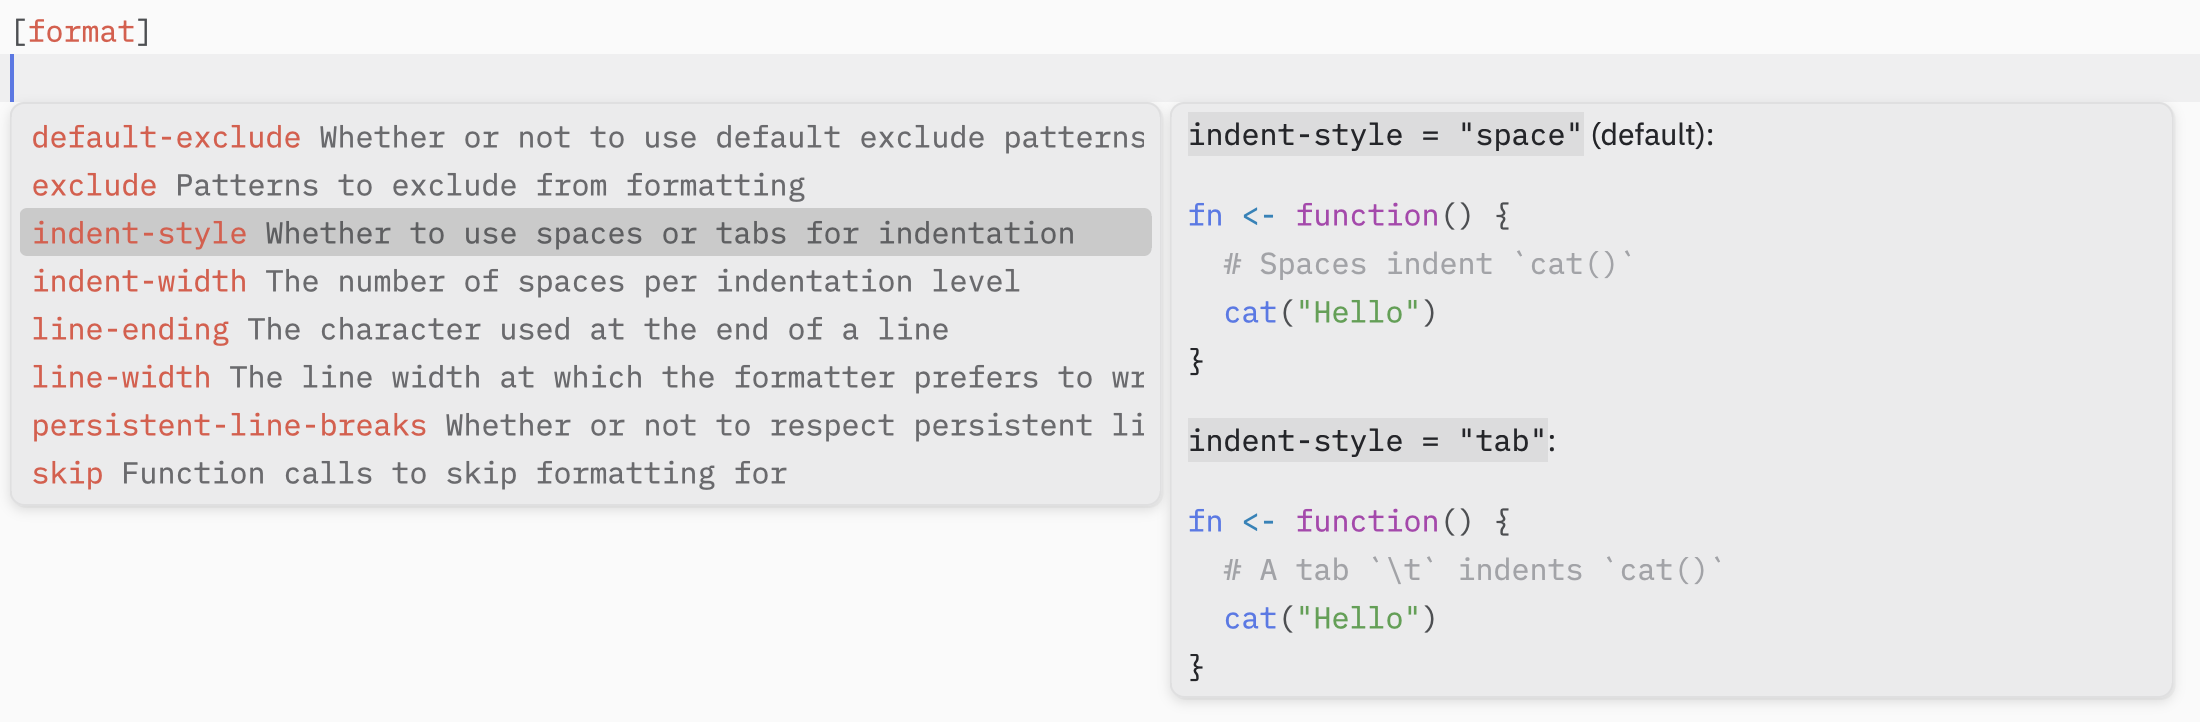 [format]
default-exclude Whether or not to use default exclude patterns
exclude Patterns to exclude from formatting
indent-style Whether to use spaces or tabs for indentation
indent-width The number of spaces per indentation level
line-ending The character used at the end of a line
line-width The line width at which the formatter prefers to wr
persistent-line-breaks Whether or not to respect persistent li
skip Function calls to skip formatting for
indent-style = "space" (default):
fn <- function() {
  # Spaces indent `cat()`
  cat("Hello")
}
indent-style = "tab":
fn <- function() {
  # A tab `\t` indents `cat()`
  cat("Hello")
}